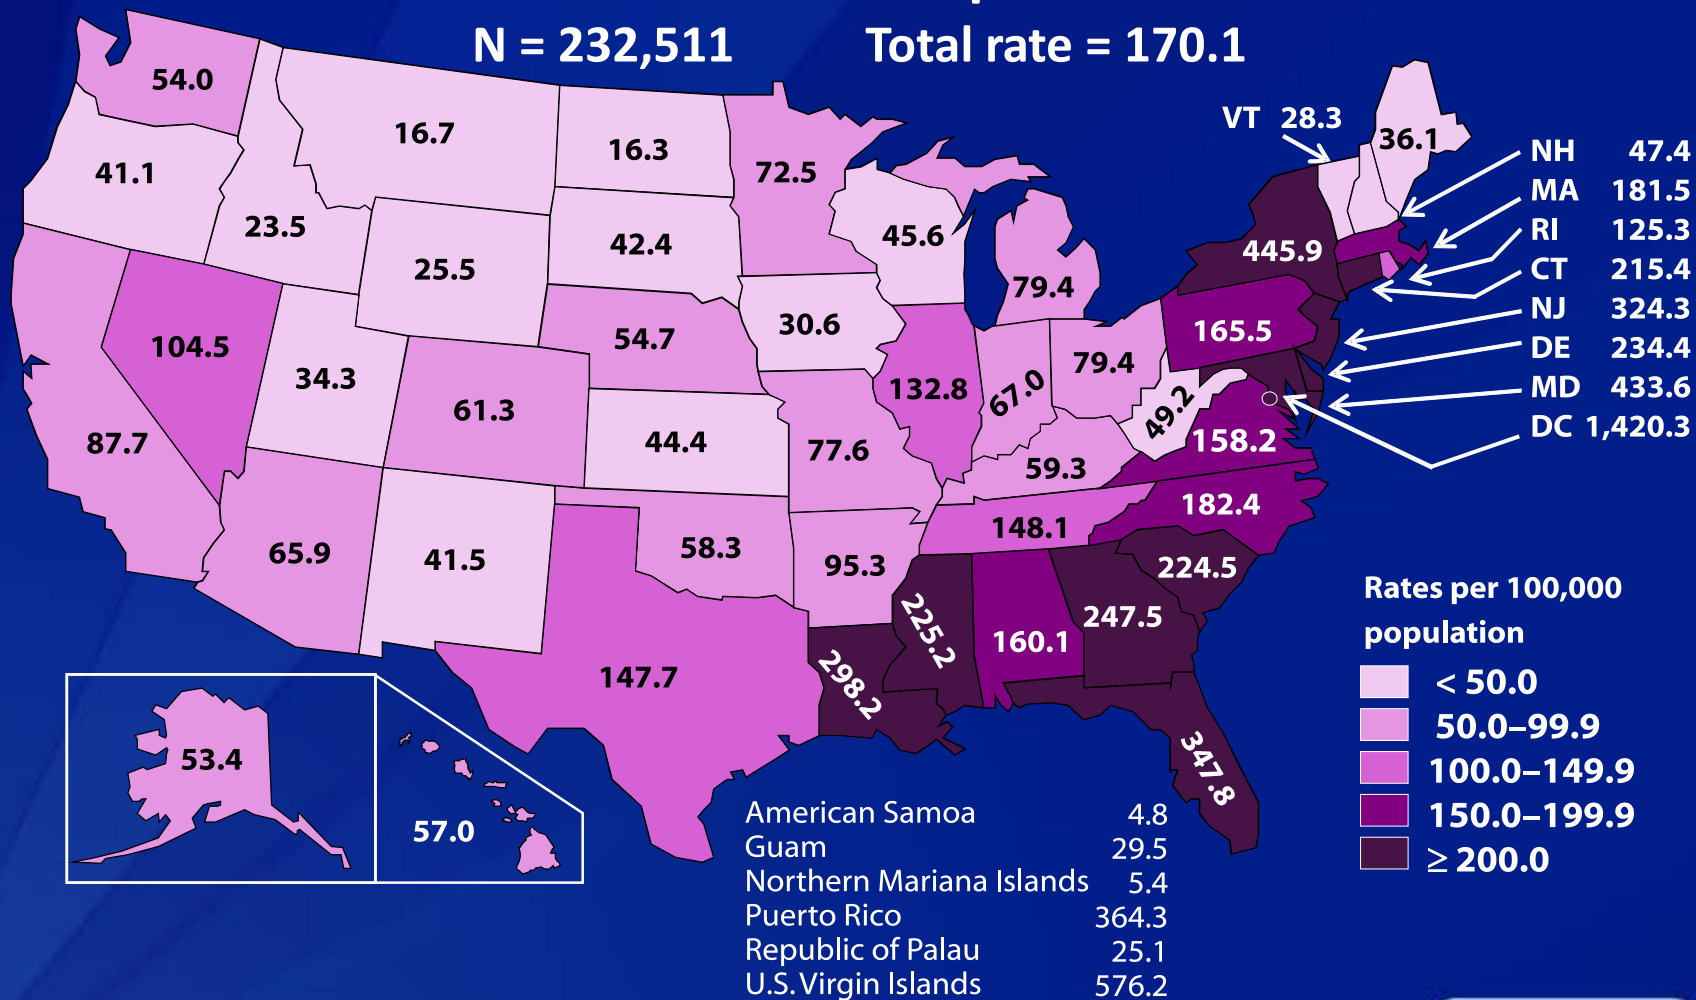 N = 232,511 Total rate = 170.1
54.0
16.7
16.3
72.5
VT 28.3
36.1
NH 47.4
MA 181.5
RI 125.3
CT 215.4
NJ 324.3
DE 234.4
MD 433.6
DC 1,420.3
41.1
23.5
25.5
42.4
45.6
79.4
445.9
104.5
34.3
54.7
30.6
132.8
67.0
79.4
165.5
87.7
61.3
44.4
77.6
59.3
49.2
158.2
65.9
41.5
58.3
95.3
148.1
182.4
147.7
298.2
225.2
160.1
247.5
224.5
347.8
53.4
57.0
American Samoa 4.8
Guam 29.5
Northern Mariana Islands 5.4
Puerto Rico 364.3
Republic of Palau 25.1
U.S. Virgin Islands 576.2
Rates per 100,000
population
< 50.0
50.0–99.9
100.0–149.9
150.0–199.9
≥ 200.0